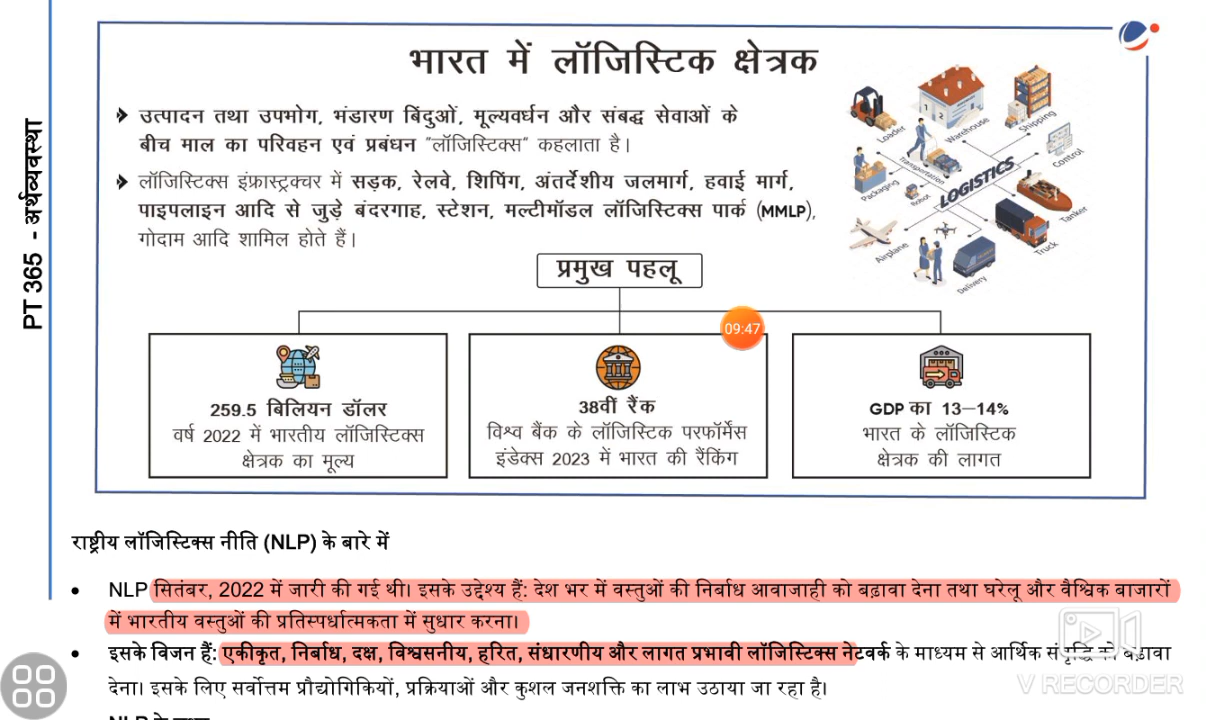 भारत में लॉजिस्टिक क्षेत्रक
उत्पादन तथा उपभोग, भंडारण बिंदुओं, मूल्यवर्धन और संबद्ध सेवाओं के
बीच माल का परिवहन एवं प्रबंधन "लॉजिस्टिक्स" कहलाता है।
लॉजिस्टिक्स इंफ्रास्ट्रक्चर में सड़क, रेलवे, शिपिंग, अंतर्देशीय जलमार्ग, हवाई मार्ग,
पाइपलाइन आदि से जुड़े बंदरगाह, स्टेशन, मल्टीमॉडल लॉजिस्टिक्स पार्क (MMLP),
गोदाम आदि शामिल होते हैं।
Loader
Warehouse
1 2
Shipping
Transportation
Control
Packaging
Robot
LOGISTICS
Tanker
Airplane
Truck
Delivery
PT 365 - अर्थव्यवस्था
प्रमुख पहलू
09:47
259.5 बिलियन डॉलर
वर्ष 2022 में भारतीय लॉजिस्टिक्स
क्षेत्रक का मूल्य
38वीं रैंक
विश्व बैंक के लॉजिस्टिक परफॉर्मेंस
इंडेक्स 2023 में भारत की रैंकिंग
GDP का 13–14%
भारत के लॉजिस्टिक
क्षेत्रक की लागत
राष्ट्रीय लॉजिस्टिक्स नीति (NLP) के बारे में
NLP सितंबर, 2022 में जारी की गई थी। इसके उद्देश्य हैं: देश भर में वस्तुओं की निर्बाध आवाजाही को बढ़ावा देना तथा घरेलू और वैश्विक बाजारों
में भारतीय वस्तुओं की प्रतिस्पर्धात्मकता में सुधार करना।
इसके विजन हैं: एकीकृत, निर्बाध, दक्ष, विश्वसनीय, हरित, संधारणीय और लागत प्रभावी लॉजिस्टिक्स नेटवर्क के माध्यम से आर्थिक संवृद्धि को बढ़ावा
देना। इसके लिए सर्वोत्तम प्रौद्योगिकियों, प्रक्रियाओं और कुशल जनशक्ति का लाभ उठाया जा रहा है।
V RECORDER